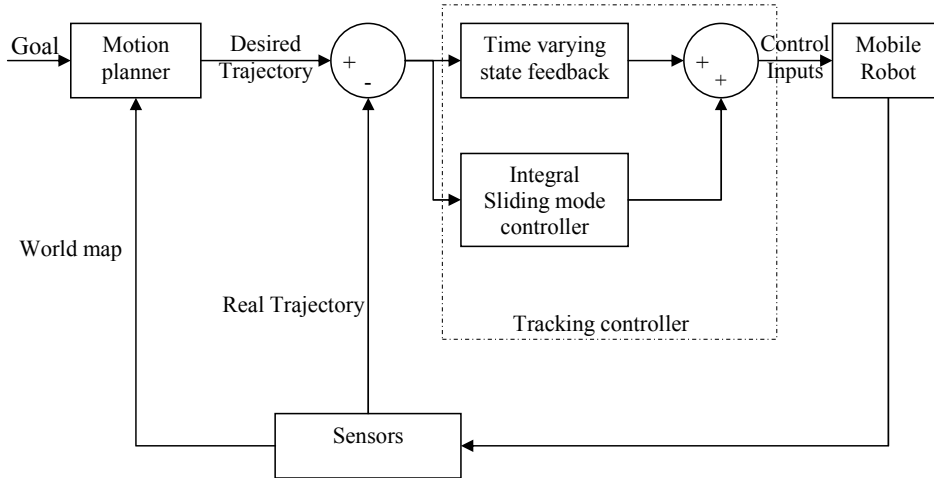 Goal
Motion
planner
Desired
Trajectory
+
-
Time varying
state feedback
+
+
Control
Inputs
Mobile
Robot
Integral
Sliding mode
controller
World map
Real Trajectory
Tracking controller
Sensors